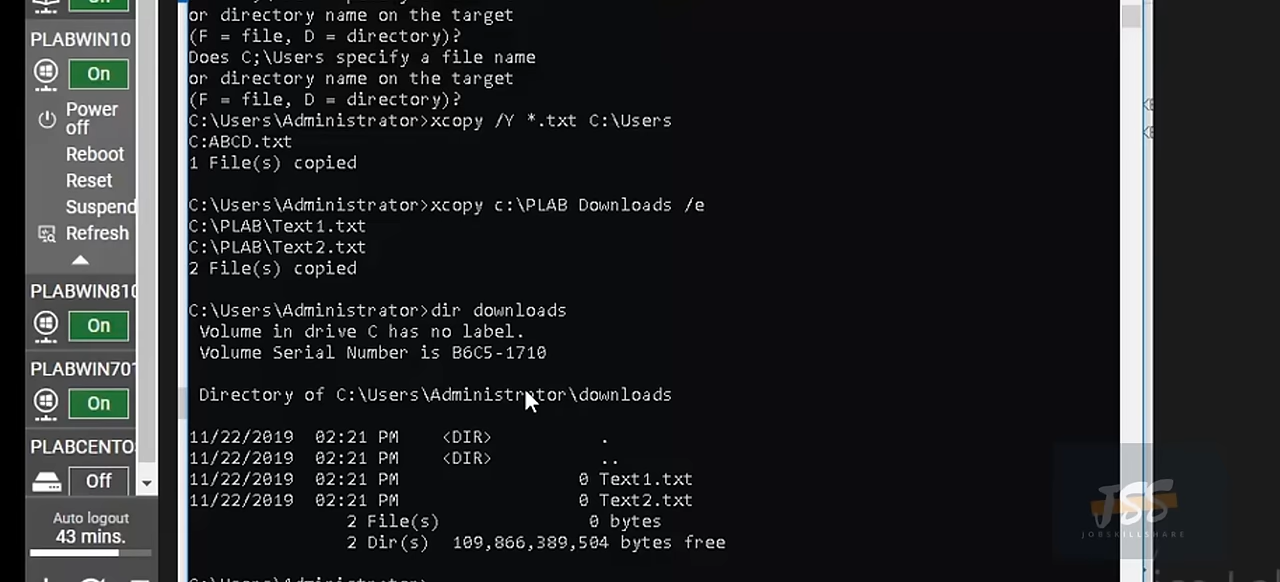 On
PLABWIN10
On
Power
off
Reboot
Reset
Suspend
Refresh
PLABWIN810
On
PLABWIN701
On
PLABCENTO
Off
Auto logout
43 mins.
or directory name on the target
(F = file, D = directory)?
Does C;\Users specify a file name
or directory name on the target
(F = file, D = directory)?
C:\Users\Administrator>xcopy /Y *.txt C:\Users
C:ABCD.txt
1 File(s) copied
C:\Users\Administrator>xcopy c:\PLAB Downloads /e
C:\PLAB\Text1.txt
C:\PLAB\Text2.txt
2 File(s) copied
C:\Users\Administrator>dir downloads
Volume in drive C has no label.
Volume Serial Number is B6C5-1710
Directory of C:\Users\Administrator\downloads
11/22/2019 02:21 PM <DIR> .
11/22/2019 02:21 PM <DIR> ..
11/22/2019 02:21 PM 0 Text1.txt
11/22/2019 02:21 PM 0 Text2.txt
2 File(s) 0 bytes
2 Dir(s) 109,866,389,504 bytes free
C:\Users\Administrator>
JSS
JOBSKILLSHARE